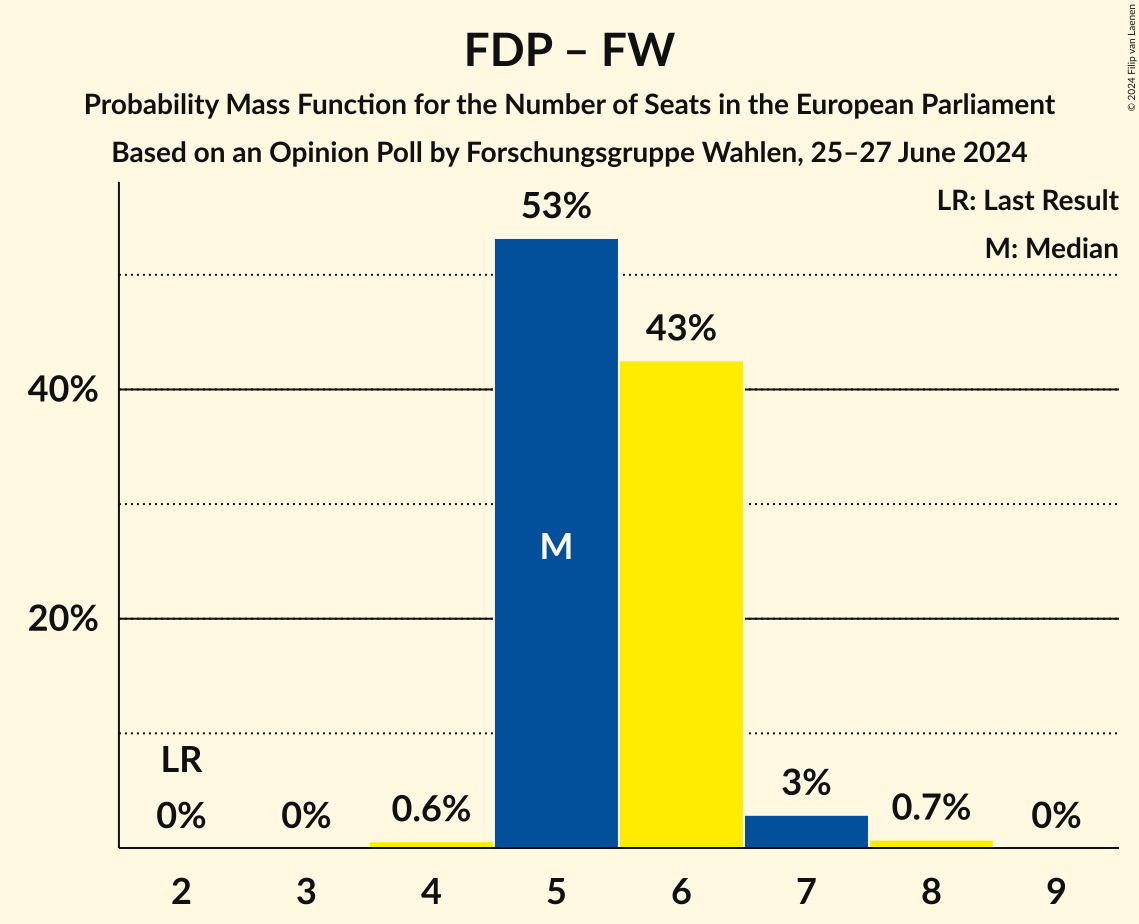 FDP – FW
Probability Mass Function for the Number of Seats in the European Parliament
Based on an Opinion Poll by Forschungsgruppe Wahlen, 25–27 June 2024
© 2024 Filip van Laenen
LR: Last Result
M: Median
53%
43%
40%
M
20%
LR
0%
0%
0.6%
3%
0.7%
0%
2
3
4
5
6
7
8
9